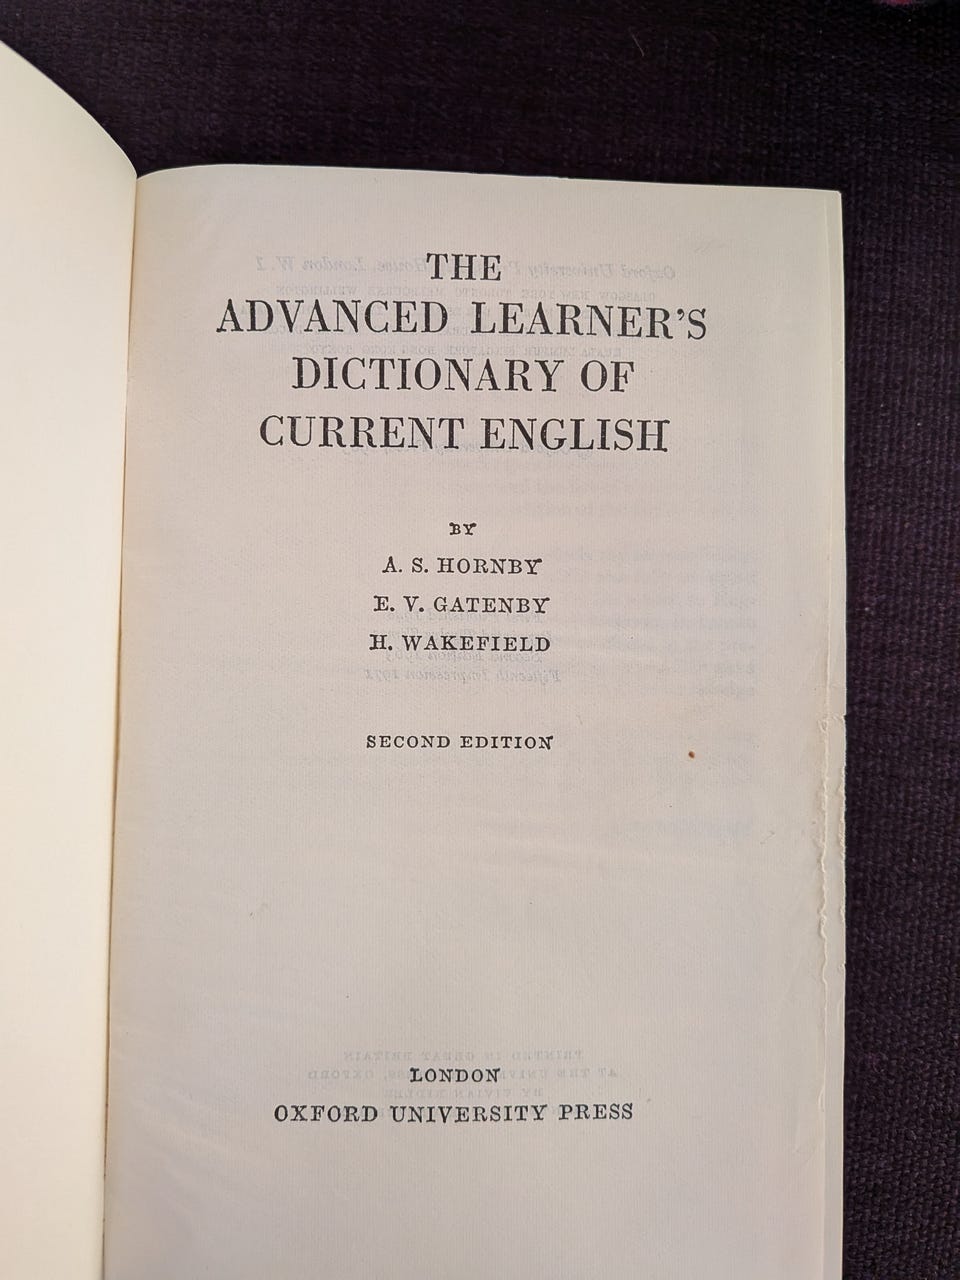 THE
ADVANCED LEARNER'S
DICTIONARY OF
CURRENT ENGLISH
BY
A. S. HORNBY
E. V. GATENBY
H. WAKEFIELD
SECOND EDITION
LONDON
OXFORD UNIVERSITY PRESS